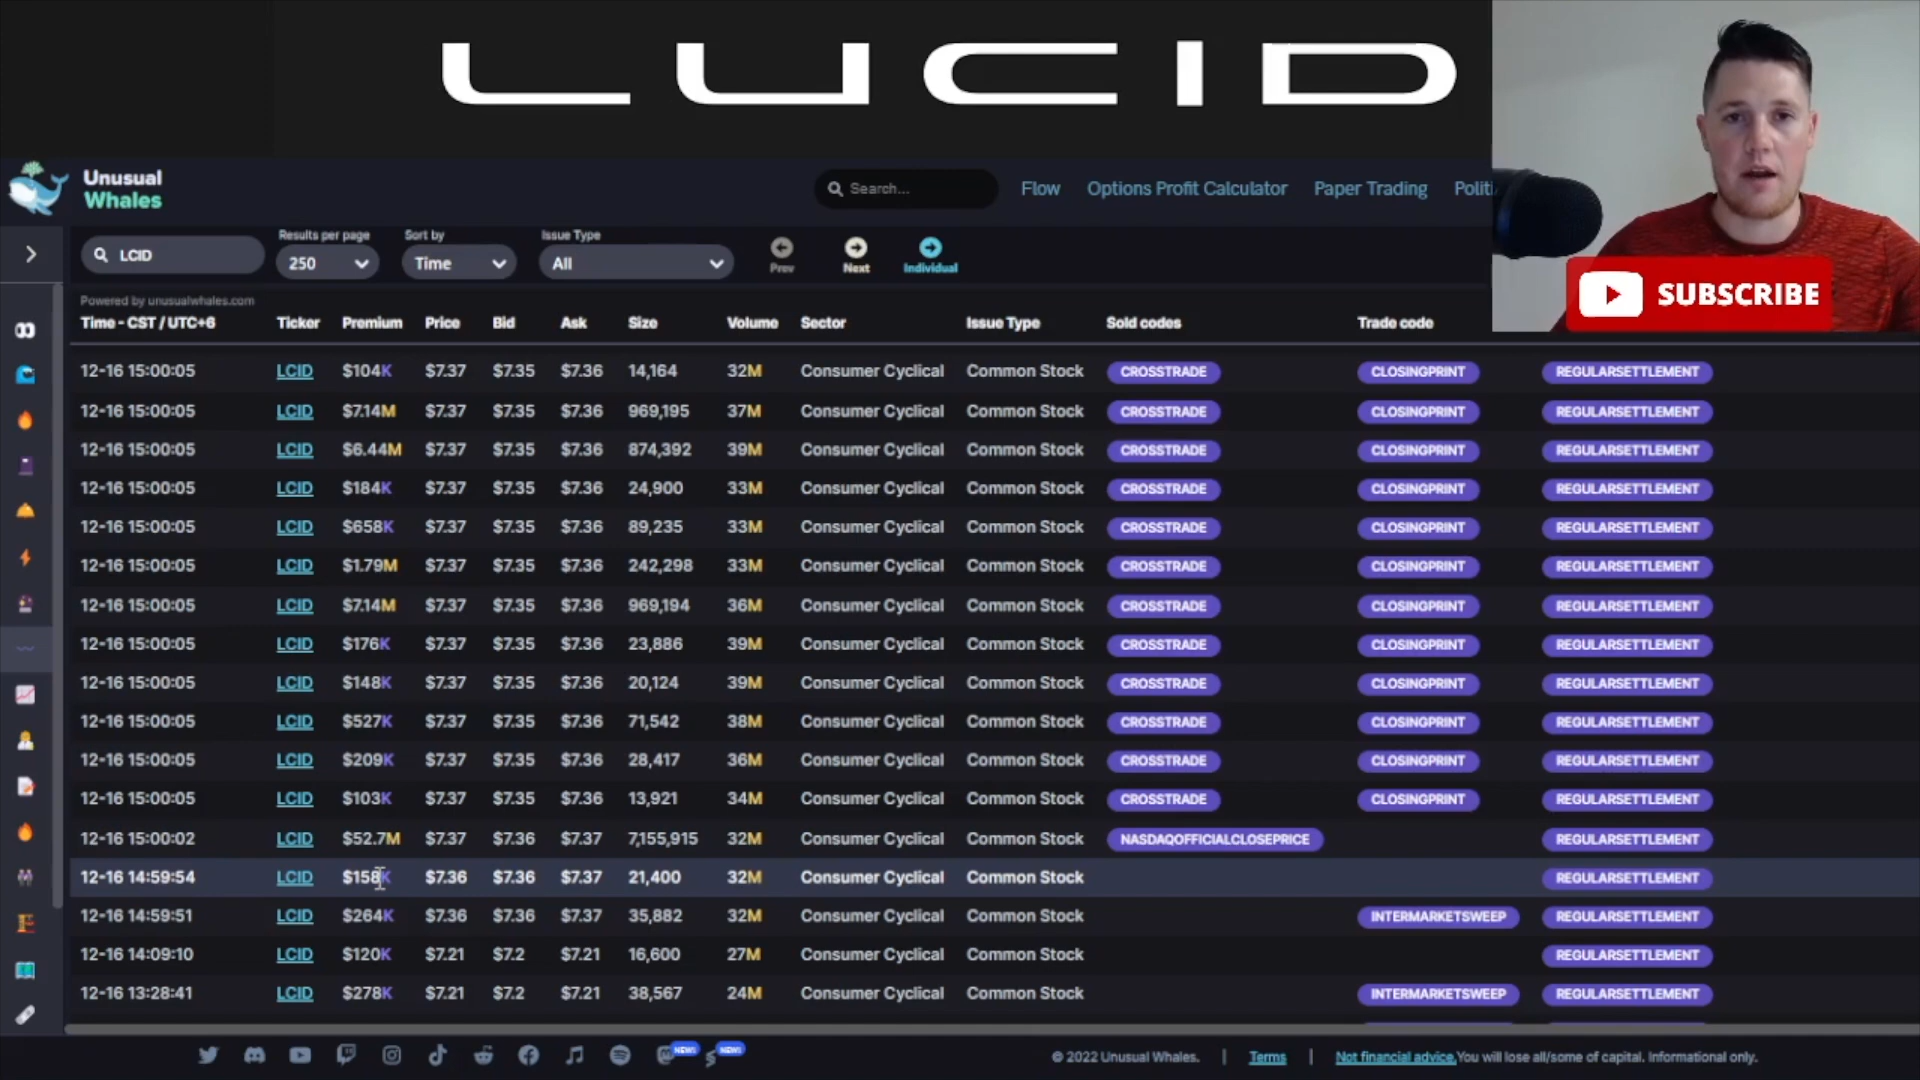 LUCID
Unusual
Whales
Search...
Flow
Options Profit Calculator
Paper Trading
Politi
SUBSCRIBE
LCID
Results per page
250
Sort by
Time
Issue Type
All
Prev
Next
Individual
Powered by unusualwhales.com
Time - CST / UTC+6 Ticker Premium Price Bid Ask Size Volume Sector Issue Type Sold codes Trade code
12-16 15:00:05 LCID $104K $7.37 $7.35 $7.36 14,164 32M Consumer Cyclical Common Stock CROSSTRADE CLOSINGPRINT REGULARSETTLEMENT
12-16 15:00:05 LCID $7.14M $7.37 $7.35 $7.36 969,195 37M Consumer Cyclical Common Stock CROSSTRADE CLOSINGPRINT REGULARSETTLEMENT
12-16 15:00:05 LCID $6.44M $7.37 $7.35 $7.36 874,392 39M Consumer Cyclical Common Stock CROSSTRADE CLOSINGPRINT REGULARSETTLEMENT
12-16 15:00:05 LCID $184K $7.37 $7.35 $7.36 24,900 33M Consumer Cyclical Common Stock CROSSTRADE CLOSINGPRINT REGULARSETTLEMENT
12-16 15:00:05 LCID $658K $7.37 $7.35 $7.36 89,235 33M Consumer Cyclical Common Stock CROSSTRADE CLOSINGPRINT REGULARSETTLEMENT
12-16 15:00:05 LCID $1.79M $7.37 $7.35 $7.36 242,298 33M Consumer Cyclical Common Stock CROSSTRADE CLOSINGPRINT REGULARSETTLEMENT
12-16 15:00:05 LCID $7.14M $7.37 $7.35 $7.36 969,194 36M Consumer Cyclical Common Stock CROSSTRADE CLOSINGPRINT REGULARSETTLEMENT
12-16 15:00:05 LCID $176K $7.37 $7.35 $7.36 23,886 39M Consumer Cyclical Common Stock CROSSTRADE CLOSINGPRINT REGULARSETTLEMENT
12-16 15:00:05 LCID $148K $7.37 $7.35 $7.36 20,124 39M Consumer Cyclical Common Stock CROSSTRADE CLOSINGPRINT REGULARSETTLEMENT
12-16 15:00:05 LCID $527K $7.37 $7.35 $7.36 71,542 38M Consumer Cyclical Common Stock CROSSTRADE CLOSINGPRINT REGULARSETTLEMENT
12-16 15:00:05 LCID $209K $7.37 $7.35 $7.36 28,417 36M Consumer Cyclical Common Stock CROSSTRADE CLOSINGPRINT REGULARSETTLEMENT
12-16 15:00:05 LCID $103K $7.37 $7.35 $7.36 13,921 34M Consumer Cyclical Common Stock CROSSTRADE CLOSINGPRINT REGULARSETTLEMENT
12-16 15:00:02 LCID $52.7M $7.37 $7.36 $7.37 7,155,915 32M Consumer Cyclical Common Stock NASDAQOFFICIALCLOSEPRICE REGULARSETTLEMENT
12-16 14:59:54 LCID $158K $7.36 $7.36 $7.37 21,400 32M Consumer Cyclical Common Stock REGULARSETTLEMENT
12-16 14:59:51 LCID $264K $7.36 $7.36 $7.37 35,882 32M Consumer Cyclical Common Stock INTERMARKETSWEEP REGULARSETTLEMENT
12-16 14:09:10 LCID $120K $7.21 $7.2 $7.21 16,600 27M Consumer Cyclical Common Stock REGULARSETTLEMENT
12-16 13:28:41 LCID $278K $7.21 $7.2 $7.21 38,567 24M Consumer Cyclical Common Stock INTERMARKETSWEEP REGULARSETTLEMENT
NEWS NEWS
© 2022 Unusual Whales. | Terms | Not financial advice. You will lose all/some of capital. Informational only.